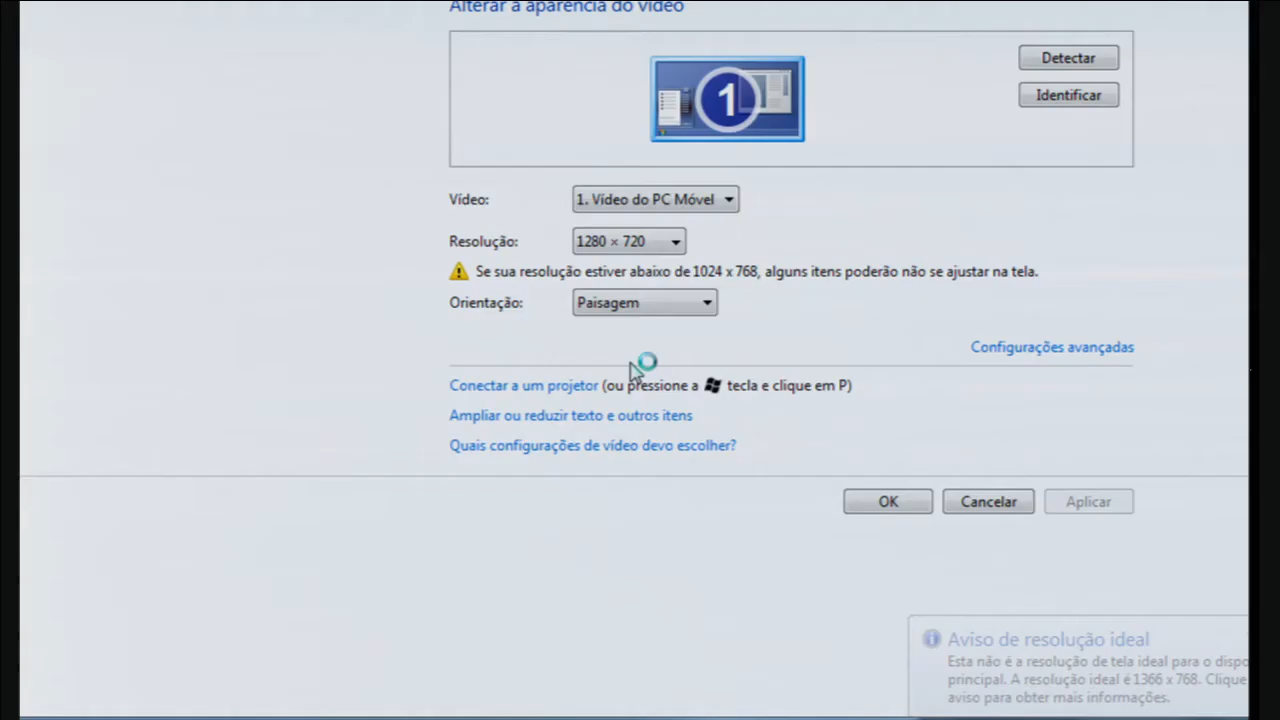 Alterar a aparência do vídeo
1
Detectar
Identificar
Vídeo:
1. Vídeo do PC Móvel
Resolução:
1280 × 720
Se sua resolução estiver abaixo de 1024 x 768, alguns itens poderão não se ajustar na tela.
Orientação:
Paisagem
Configurações avançadas
Conectar a um projetor (ou pressione a tecla e clique em P)
Ampliar ou reduzir texto e outros itens
Quais configurações de vídeo devo escolher?
OK
Cancelar
Aplicar
Aviso de resolução ideal
Esta não é a resolução de tela ideal para o dispo
principal. A resolução ideal é 1366 x 768. Clique
aviso para obter mais informações.